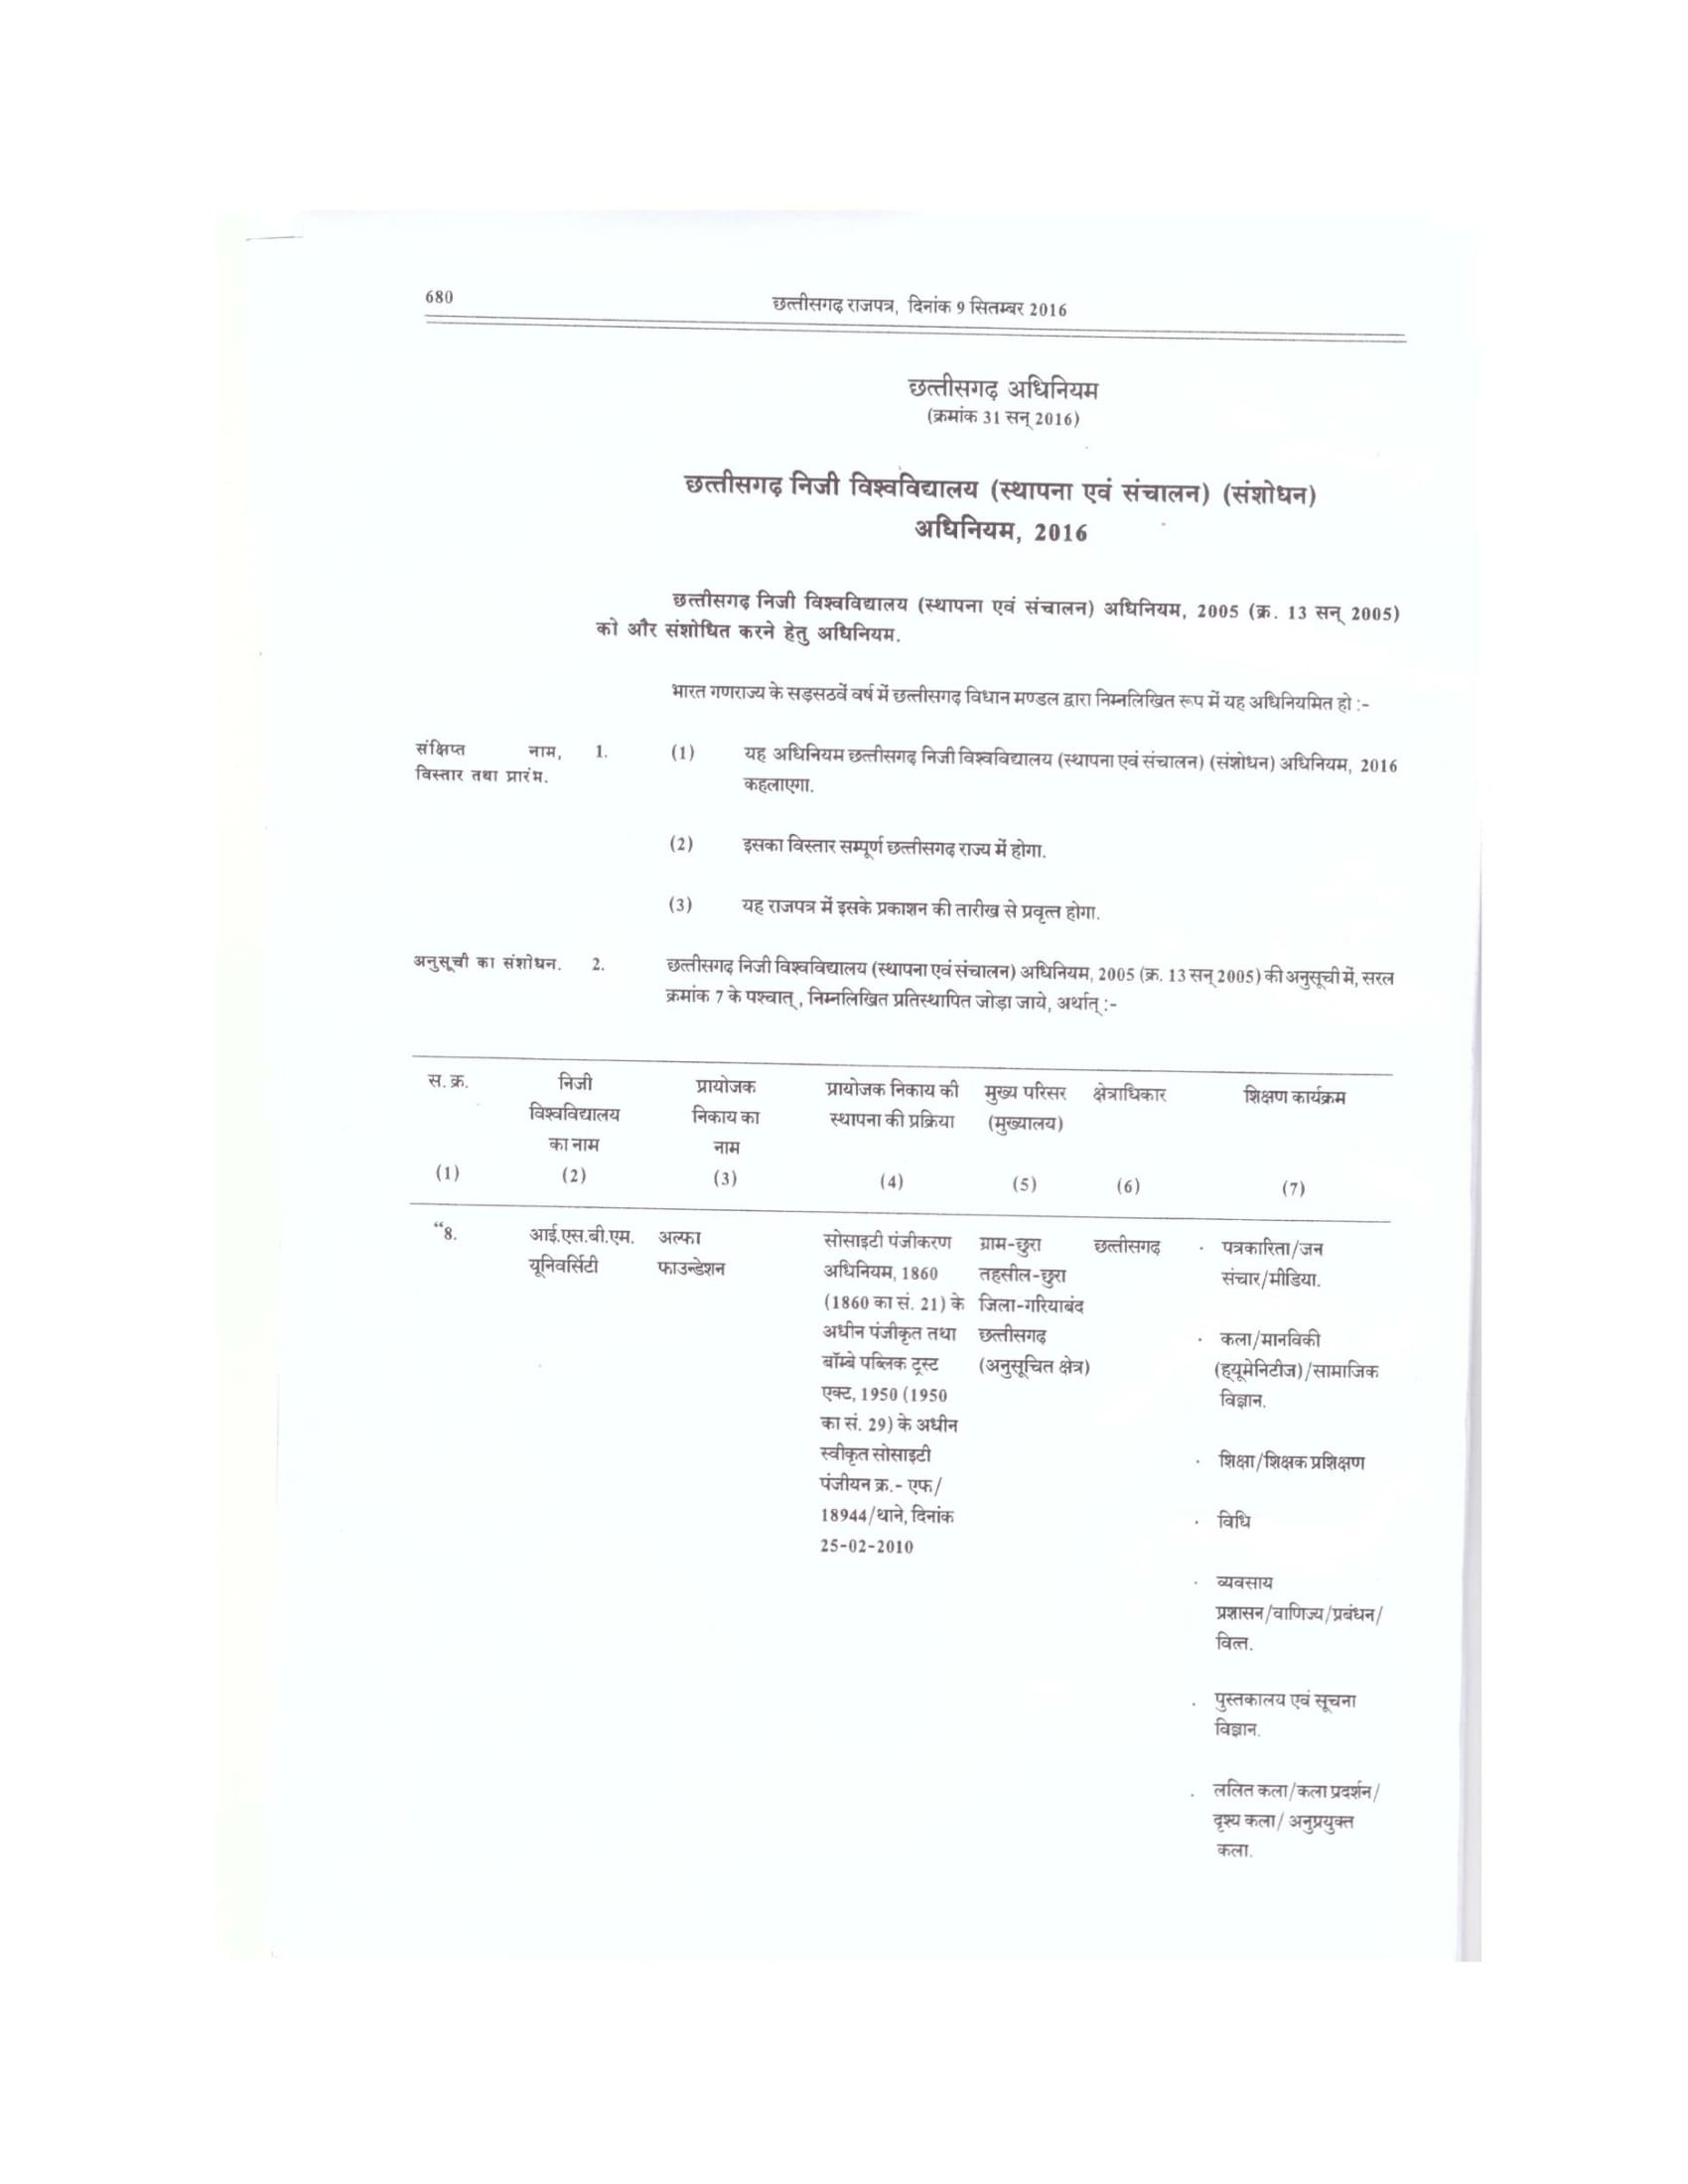 680
छत्तीसगढ़ राजपत्र, दिनांक 9 सितम्बर 2016
छत्तीसगढ़ अधिनियम
(क्रमांक 31 सन् 2016)
छत्तीसगढ़ निजी विश्वविद्यालय (स्थापना एवं संचालन) (संशोधन)
अधिनियम, 2016
छत्तीसगढ़ निजी विश्वविद्यालय (स्थापना एवं संचालन) अधिनियम, 2005 (क्र. 13 सन् 2005)
को और संशोधित करने हेतु अधिनियम.
भारत गणराज्य के सड़सठवें वर्ष में छत्तीसगढ़ विधान मण्डल द्वारा निम्नलिखित रूप में यह अधिनियमित हो :-
संक्षिप्त नाम, 1. (1) यह अधिनियम छत्तीसगढ़ निजी विश्वविद्यालय (स्थापना एवं संचालन) (संशोधन) अधिनियम, 2016
विस्तार तथा प्रारंभ. कहलाएगा.
(2) इसका विस्तार सम्पूर्ण छत्तीसगढ़ राज्य में होगा.
(3) यह राजपत्र में इसके प्रकाशन की तारीख से प्रवृत्त होगा.
अनुसूची का संशोधन. 2. छत्तीसगढ़ निजी विश्वविद्यालय (स्थापना एवं संचालन) अधिनियम, 2005 (क्र. 13 सन् 2005) की अनुसूची में, सरल
क्रमांक 7 के पश्चात्, निम्नलिखित प्रतिस्थापित जोड़ा जाये, अर्थात् :-
स. क्र.
निजी
विश्वविद्यालय
का नाम
प्रायोजक
निकाय का
नाम
प्रायोजक निकाय की
स्थापना की प्रक्रिया
मुख्य परिसर
(मुख्यालय)
क्षेत्राधिकार
शिक्षण कार्यक्रम
(1) (2) (3) (4) (5) (6) (7)
“8.
आई.एस.बी.एम.
यूनिवर्सिटी
अल्फा
फाउन्डेशन
सोसाइटी पंजीकरण
अधिनियम, 1860
(1860 का सं. 21) के
अधीन पंजीकृत तथा
बॉम्बे पब्लिक ट्रस्ट
एक्ट, 1950 (1950
का सं. 29) के अधीन
स्वीकृत सोसाइटी
पंजीयन क्र.- एफ/
18944/थाने, दिनांक
25-02-2010
ग्राम-छुरा
तहसील-छुरा
जिला-गरियाबंद
छत्तीसगढ़
(अनुसूचित क्षेत्र)
छत्तीसगढ़
· पत्रकारिता/जन
संचार/मीडिया.
· कला/मानविकी
(ह्यूमेनिटीज)/सामाजिक
विज्ञान.
· शिक्षा/शिक्षक प्रशिक्षण
· विधि
· व्यवसाय
प्रशासन/वाणिज्य/प्रबंधन/
वित्त.
· पुस्तकालय एवं सूचना
विज्ञान.
· ललित कला/कला प्रदर्शन/
दृश्य कला/ अनुप्रयुक्त
कला.